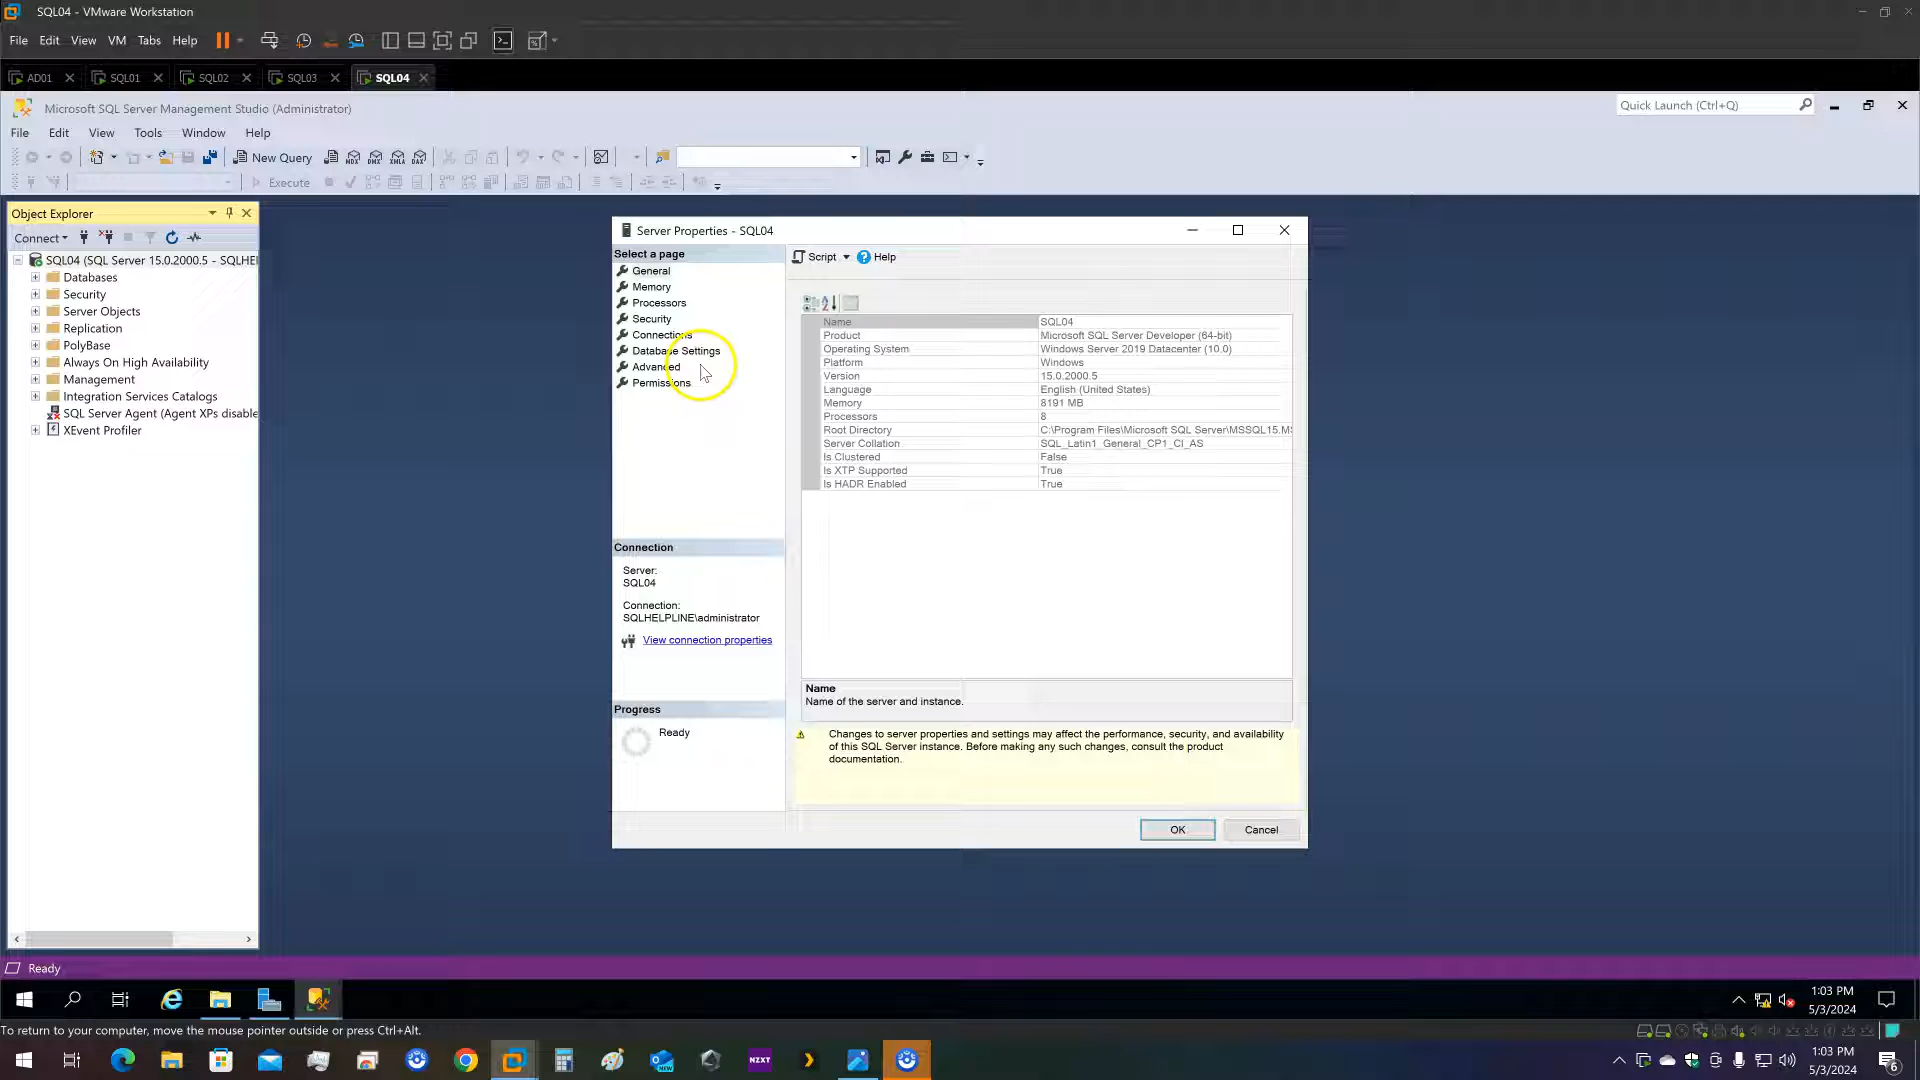 SQL04 - VMware Workstation
File Edit View VM Tabs Help
AD01 SQL01 SQL02 SQL03 SQL04
Microsoft SQL Server Management Studio (Administrator)
Quick Launch (Ctrl+Q)
File Edit View Tools Window Help
New Query
MDX DMX XMLA DAX
Execute
Object Explorer
Connect
SQL04 (SQL Server 15.0.2000.5 - SQLHE
Databases
Security
Server Objects
Replication
PolyBase
Always On High Availability
Management
Integration Services Catalogs
SQL Server Agent (Agent XPs disable
XEvent Profiler
Server Properties - SQL04
Select a page
General
Memory
Processors
Security
Connections
Database Settings
Advanced
Permissions
Connection
Server:
SQL04
Connection:
SQLHELPLINE\administrator
View connection properties
Progress
Ready
Script Help
Name SQL04
Product Microsoft SQL Server Developer (64-bit)
Operating System Windows Server 2019 Datacenter (10.0)
Platform Windows
Version 15.0.2000.5
Language English (United States)
Memory 8191 MB
Processors 8
Root Directory C:\Program Files\Microsoft SQL Server\MSSQL15.MS
Server Collation SQL_Latin1_General_CP1_CI_AS
Is Clustered False
Is XTP Supported True
Is HADR Enabled True
Name
Name of the server and instance.
Changes to server properties and settings may affect the performance, security, and availability
of this SQL Server instance. Before making any such changes, consult the product
documentation.
OK Cancel
Ready
1:03 PM
5/3/2024
To return to your computer, move the mouse pointer outside or press Ctrl+Alt.
NEW
NZXT
1:03 PM
5/3/2024
6